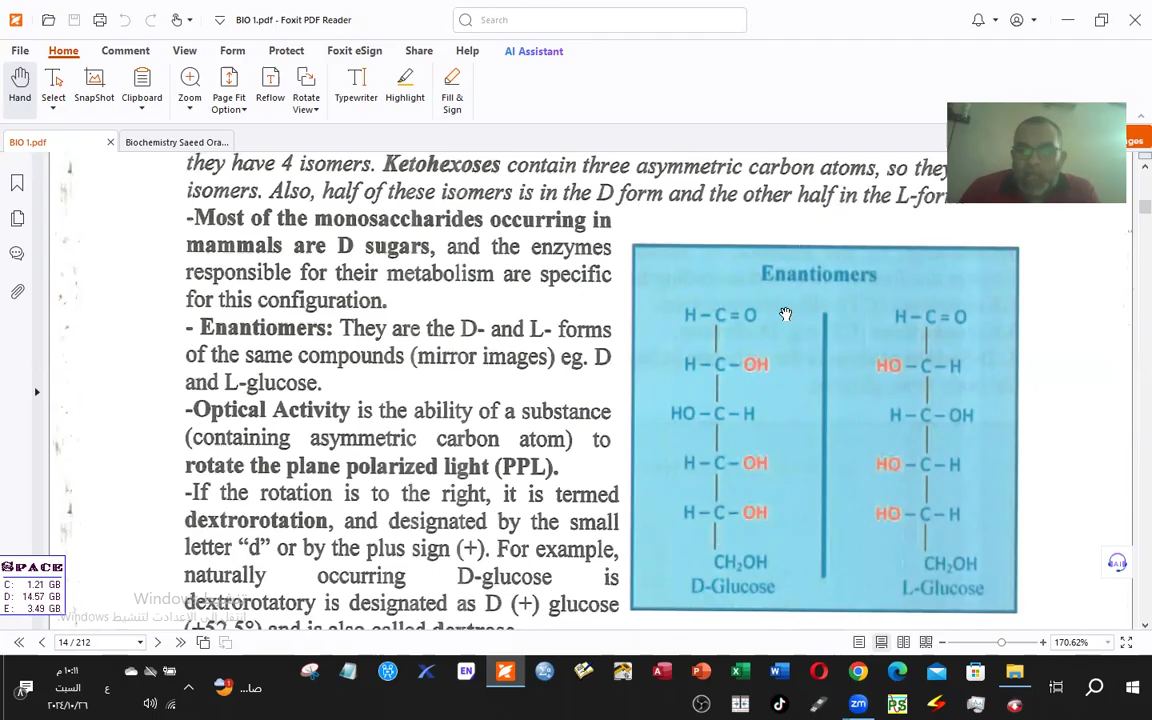 BIO 1.pdf - Foxit PDF Reader
Search
File Home Comment View Form Protect Foxit eSign Share Help AI Assistant
Hand Select SnapShot Clipboard Zoom Page Fit Option Reflow Rotate View Typewriter Highlight Fill & Sign
BIO 1.pdf
Biochemistry Saeed Ora...
they have 4 isomers. Ketohexoses contain three asymmetric carbon atoms, so they
isomers. Also, half of these isomers is in the D form and the other half in the L-for
-Most of the monosaccharides occurring in
mammals are D sugars, and the enzymes
responsible for their metabolism are specific
for this configuration.
- Enantiomers: They are the D- and L- forms
of the same compounds (mirror images) eg. D
and L-glucose.
-Optical Activity is the ability of a substance
(containing asymmetric carbon atom) to
rotate the plane polarized light (PPL).
-If the rotation is to the right, it is termed
dextrorotation, and designated by the small
letter “d” or by the plus sign (+). For example,
naturally occurring D-glucose is
dextrorotatory is designated as D (+) glucose
(+52.5°) and is also called dextrose.
Enantiomers
H-C=O
H-C-OH
HO-C-H
H-C-OH
H-C-OH
CH₂OH
D-Glucose
H-C=O
HO-C-H
H-C-OH
HO-C-H
HO-C-H
CH₂OH
L-Glucose
SPACE
C: 1.21 GB
D: 14.57 GB
E: 3.49 GB
تنشيط Windows
انتقل إلى الإعدادات لتنشيط Windows
14 / 212
170.62%
EN
صا...
ع
١٠:١١ م
السبت
٢٠٢٤/١٠/٢٦